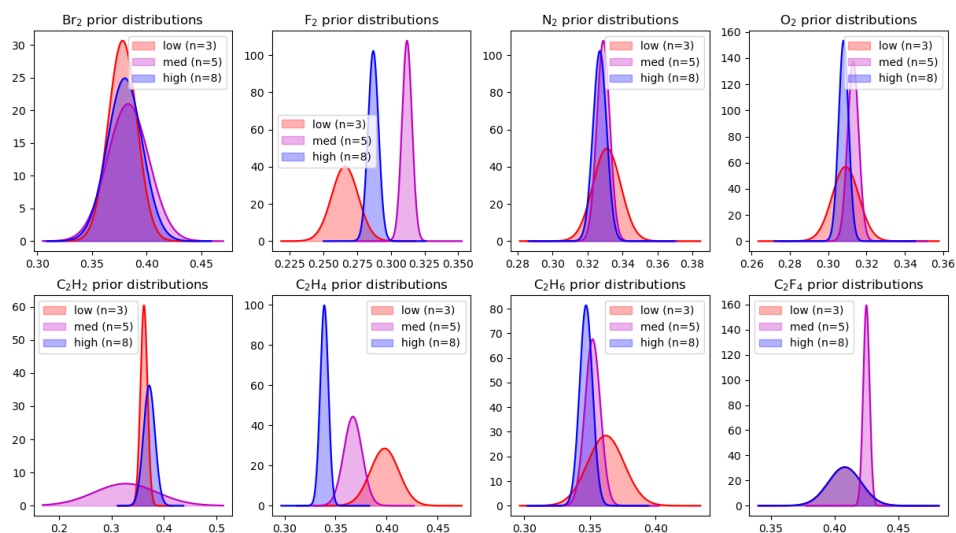 Br₂ prior distributions
30
25
20
15
10
5
0
low (n=3)
med (n=5)
high (n=8)
0.30 0.35 0.40 0.45
F₂ prior distributions
100
80
60
40
20
0
low (n=3)
med (n=5)
high (n=8)
0.225 0.250 0.275 0.300 0.325 0.350
N₂ prior distributions
100
80
60
40
20
0
low (n=3)
med (n=5)
high (n=8)
0.28 0.30 0.32 0.34 0.36 0.38
O₂ prior distributions
160
140
120
100
80
60
40
20
0
low (n=3)
med (n=5)
high (n=8)
0.26 0.28 0.30 0.32 0.34 0.36
C₂H₂ prior distributions
60
50
40
30
20
10
0
low (n=3)
med (n=5)
high (n=8)
0.2 0.3 0.4 0.5
C₂H₄ prior distributions
100
80
60
40
20
0
low (n=3)
med (n=5)
high (n=8)
0.30 0.35 0.40 0.45
C₂H₆ prior distributions
80
70
60
50
40
30
20
10
0
low (n=3)
med (n=5)
high (n=8)
0.30 0.35 0.40
C₂F₄ prior distributions
160
140
120
100
80
60
40
20
0
low (n=3)
med (n=5)
high (n=8)
0.35 0.40 0.45